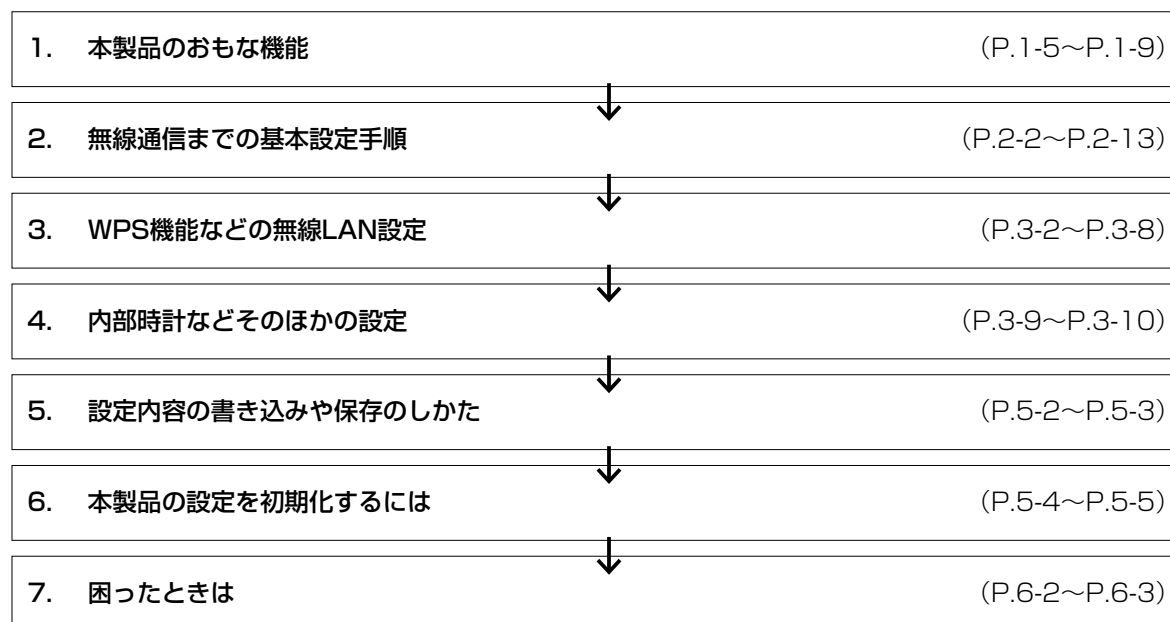 1. 本製品のおもな機能 (P.1-5〜P.1-9)
2. 無線通信までの基本設定手順 (P.2-2〜P.2-13)
3. WPS機能などの無線LAN設定 (P.3-2〜P.3-8)
4. 内部時計などそのほかの設定 (P.3-9〜P.3-10)
5. 設定内容の書き込みや保存のしかた (P.5-2〜P.5-3)
6. 本製品の設定を初期化するには (P.5-4〜P.5-5)
7. 困ったときは (P.6-2〜P.6-3)